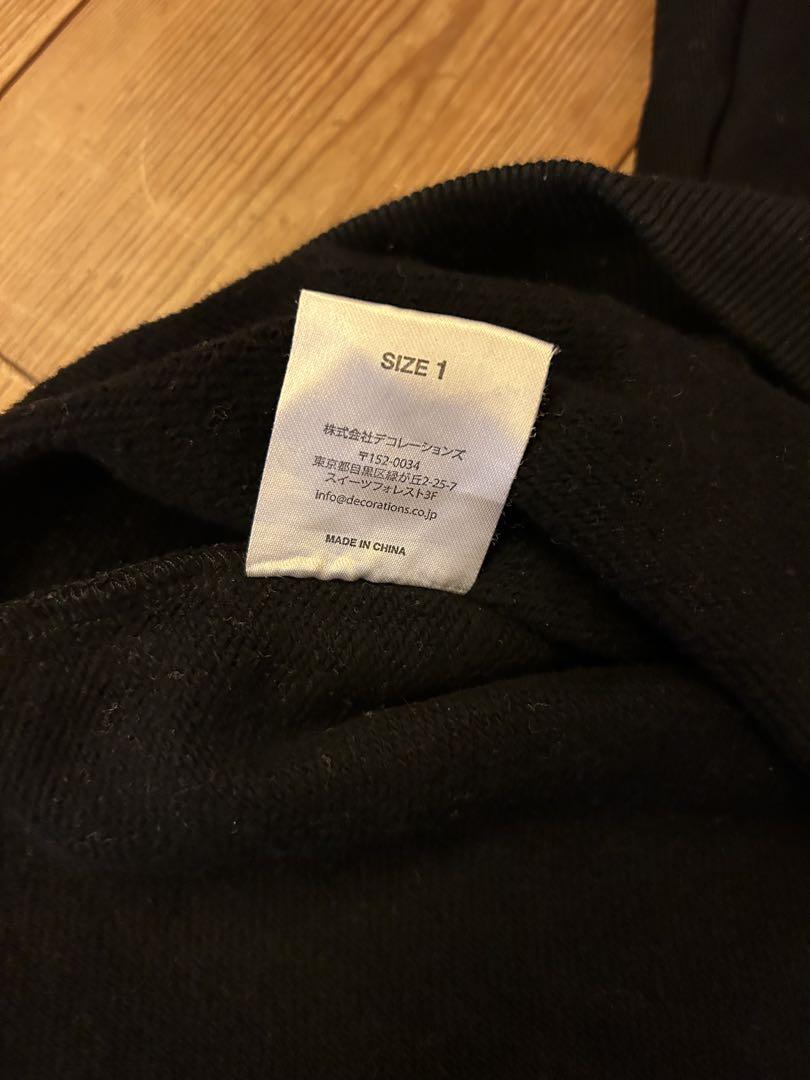 SIZE 1
株式会社デコレーションズ
〒152-0034
東京都目黒区緑が丘2-25-7
スイーツフォレスト3F
info@decorations.co.jp
MADE IN CHINA